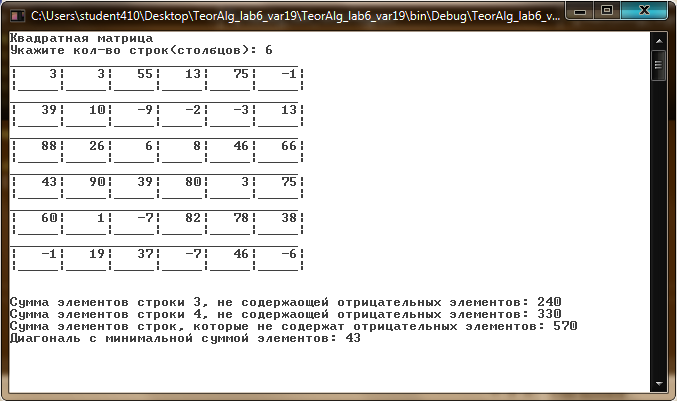 C:\Users\student410\Desktop\TeorAlg_lab6_var19\TeorAlg_lab6_var19\bin\Debug\TeorAlg_lab6_v...
Квадратная матрица
Укажите кол-во строк(столбцов): 6
¦ 3¦ 3¦ 55¦ 13¦ 75¦ -1¦
¦ 39¦ 10¦ -9¦ -2¦ -3¦ 13¦
¦ 88¦ 26¦ 6¦ 8¦ 46¦ 66¦
¦ 43¦ 90¦ 39¦ 80¦ 3¦ 75¦
¦ 60¦ 1¦ -7¦ 82¦ 78¦ 38¦
¦ -1¦ 19¦ 37¦ -7¦ 46¦ -6¦
Сумма элементов строки 3, не содержающей отрицательных элементов: 240
Сумма элементов строки 4, не содержающей отрицательных элементов: 330
Сумма элементов строк, которые не содержат отрицательных элементов: 570
Диагональ с минимальной суммой элементов: 43